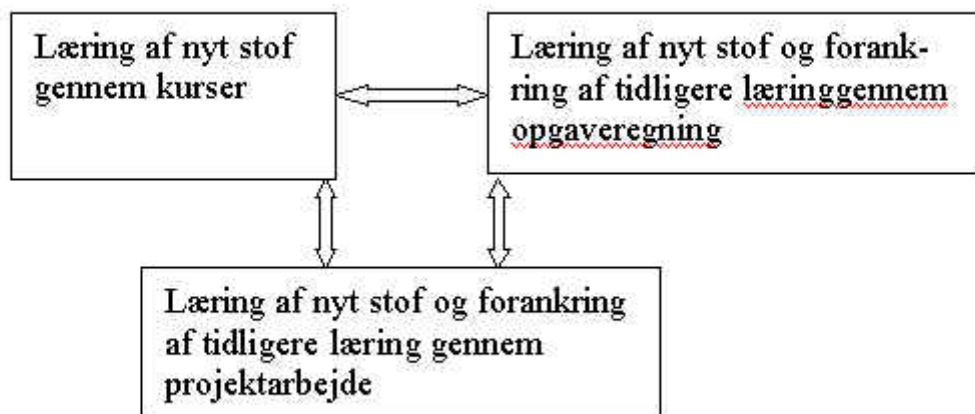 Læring af nyt stof
gennem kurser
Læring af nyt stof og forank-
ring af tidligere læringgennem
opgaveregning
Læring af nyt stof og forankring
af tidligere læring gennem
projektarbejde